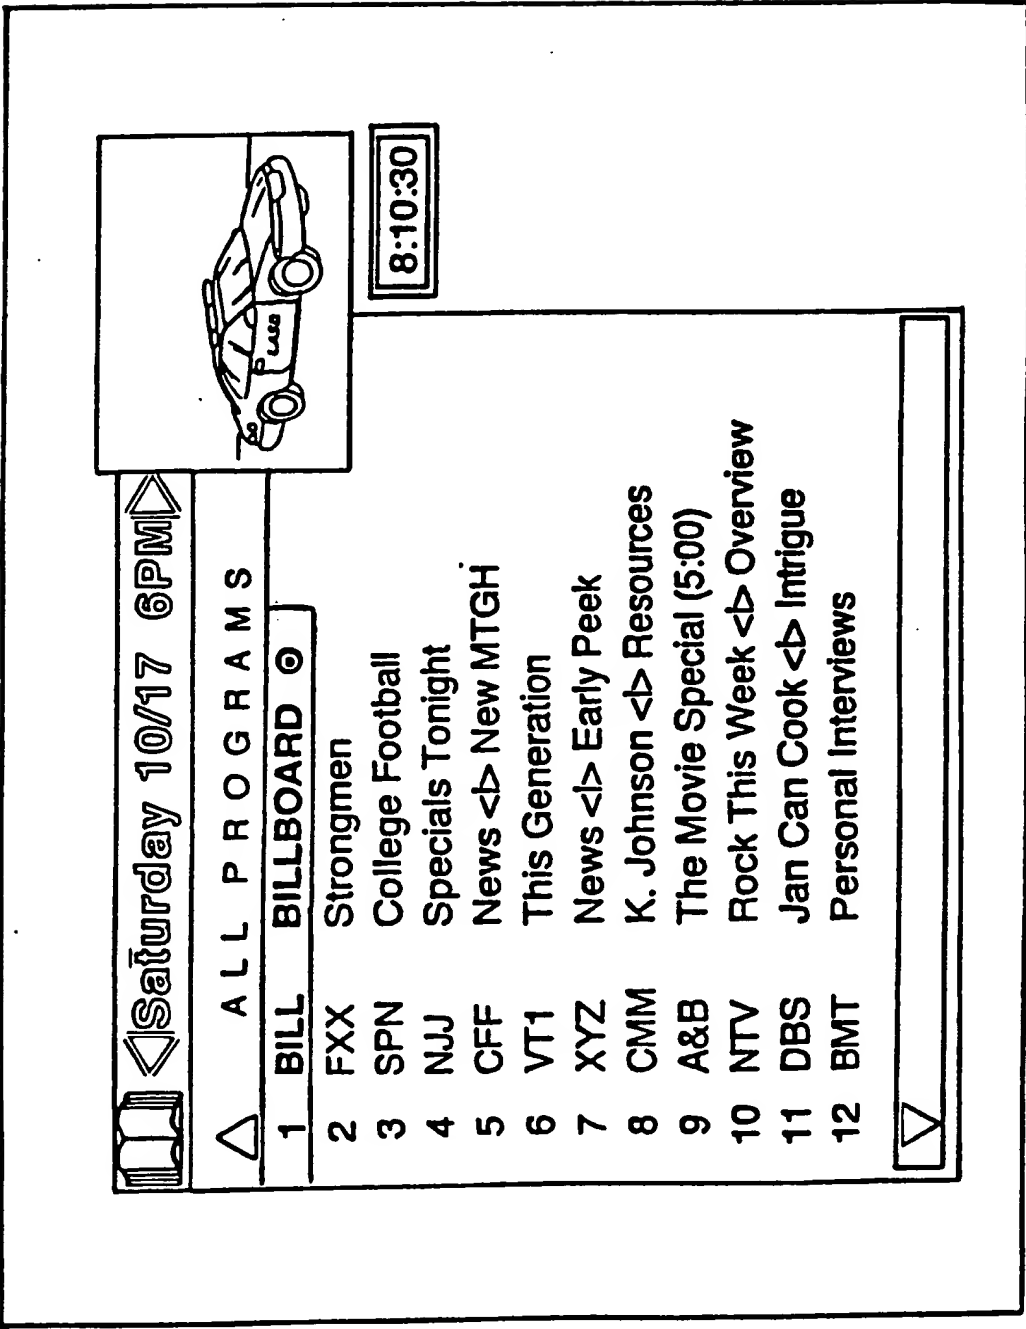 Saturday 10/17 6PM
ALL PROGRAMS
8:10:30
1 BILL BILLBOARD
2 FXX Strongmen
3 SPN College Football
4 NJJ Specials Tonight
5 CFF News <|> New MTGH
6 VT1 This Generation
7 XYZ News <|> Early Peek
8 CMM K. Johnson <|> Resources
9 A&B The Movie Special (5:00)
10 NTV Rock This Week <|> Overview
11 DBS Jan Can Cook <|> Intrigue
12 BMT Personal Interviews